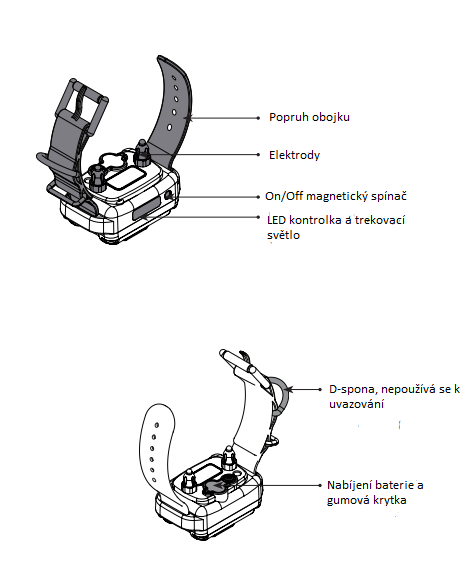 Popruh obojku
Elektrody
On/Off magnetický spínač
LED kontrolka a trekovací
světlo
D-spona, nepoužívá se k
uvazování
Nabíjení baterie a
gumová krytka